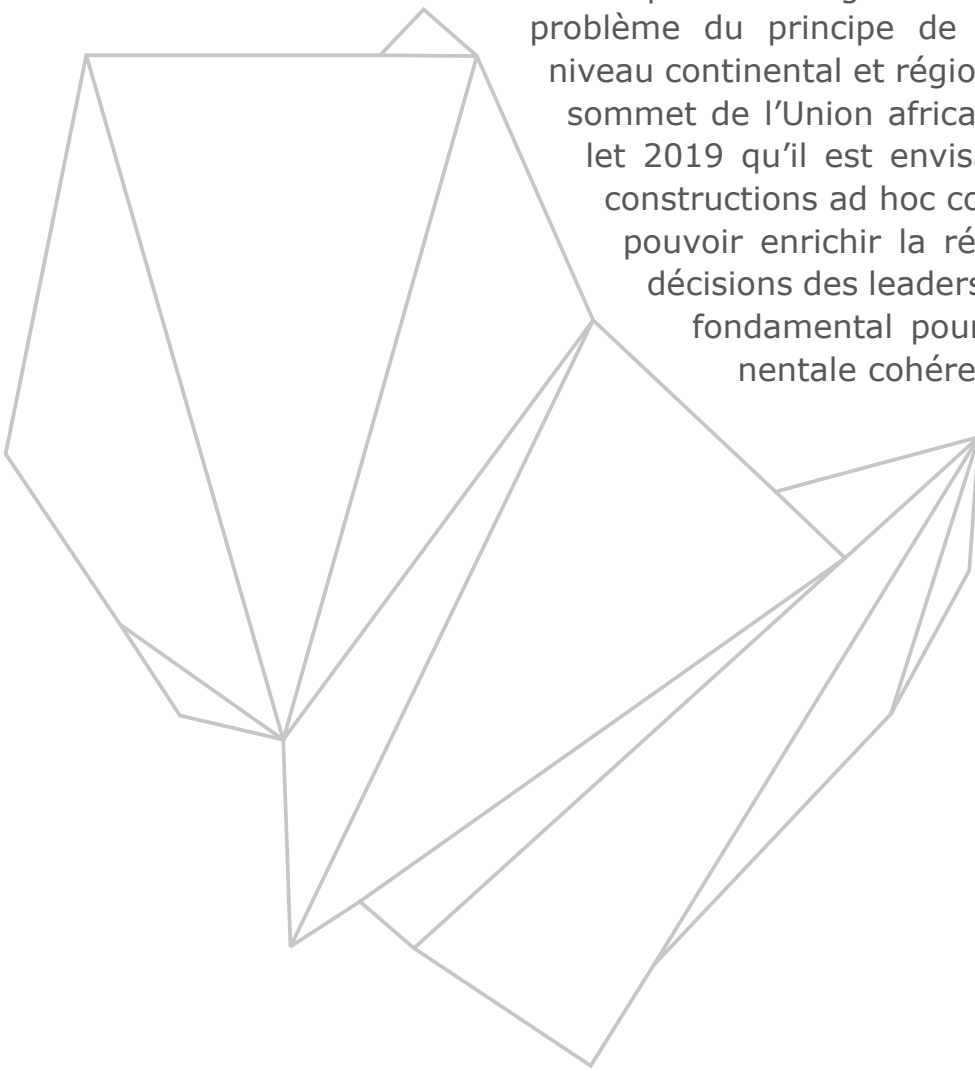 problème du principe de
niveau continental et régio
sommet de l’Union africa
let 2019 qu’il est envis
constructions ad hoc co
pouvoir enrichir la ré
décisions des leaders
fondamental pour
nentale cohére